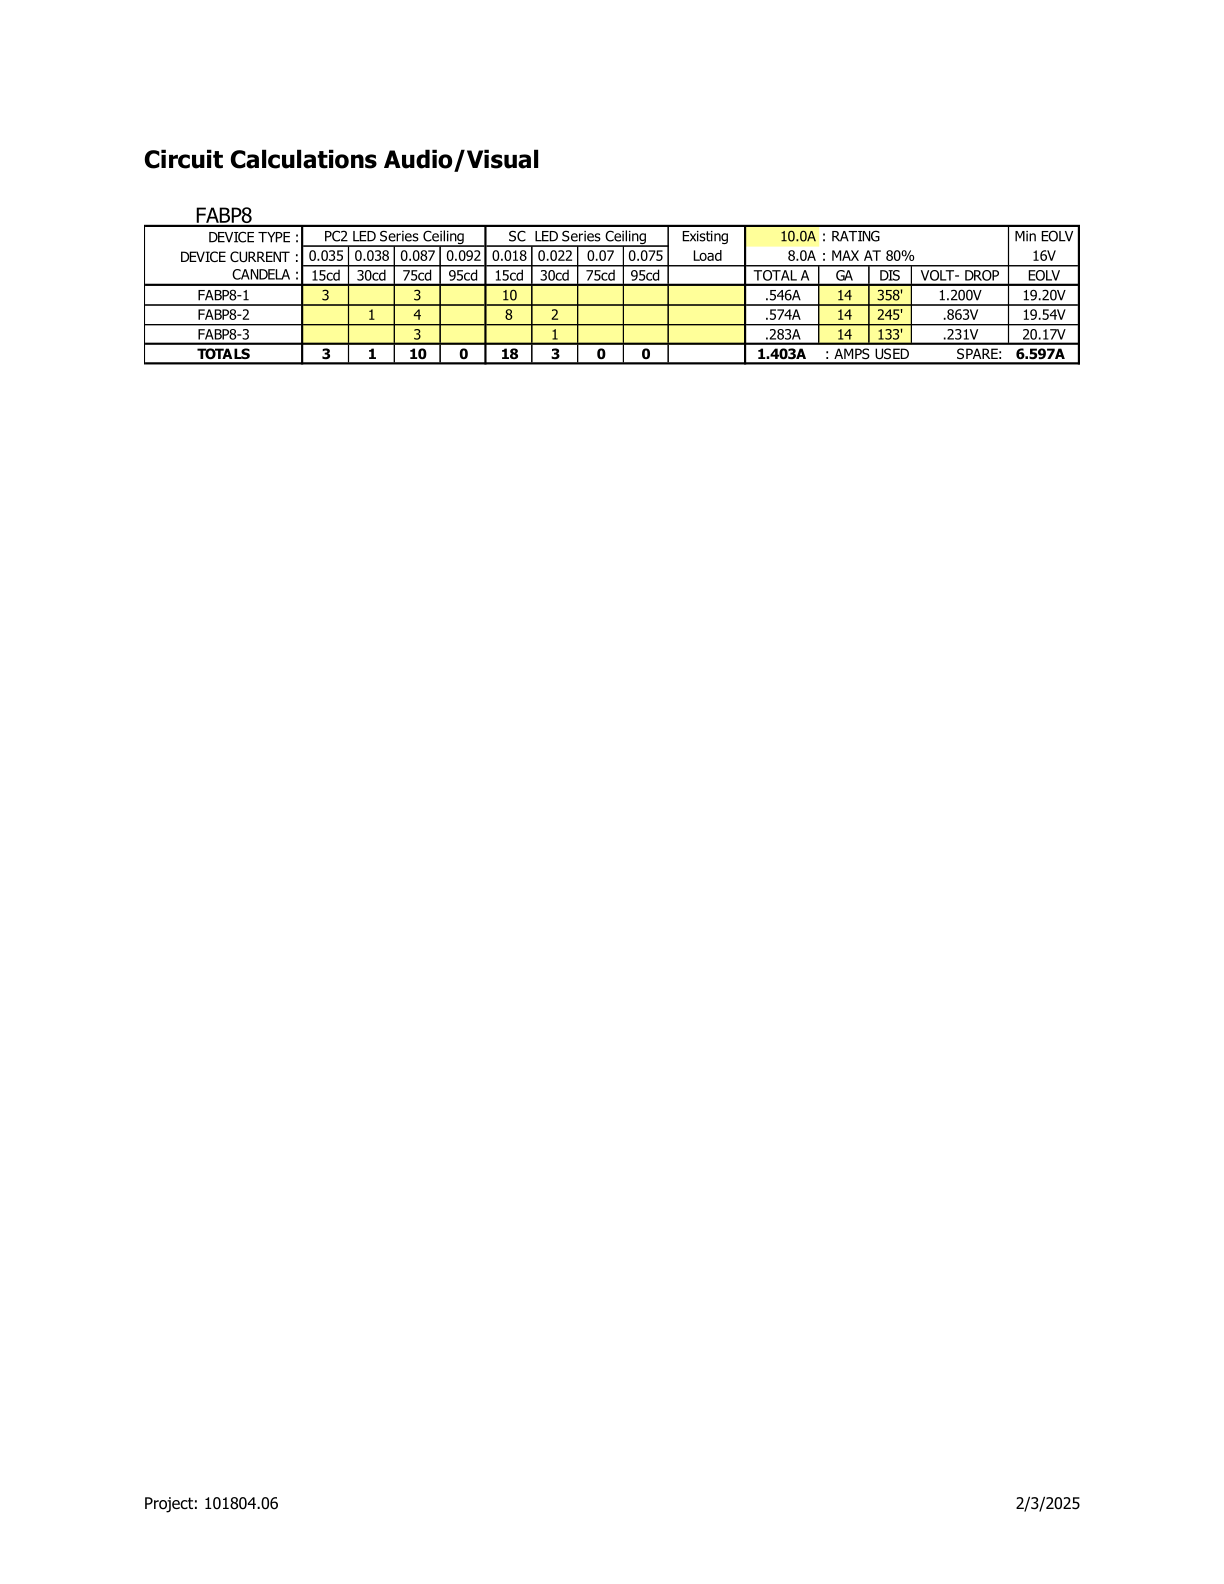 Circuit Calculations Audio/Visual
FABP8
DEVICE TYPE : PC2 LED Series Ceiling SC LED Series Ceiling Existing 10.0A : RATING Min EOLV
DEVICE CURRENT : 0.035 0.038 0.087 0.092 0.018 0.022 0.07 0.075 Load 8.0A : MAX AT 80% 16V
CANDELA : 15cd 30cd 75cd 95cd 15cd 30cd 75cd 95cd TOTAL A GA DIS VOLT- DROP EOLV
FABP8-1 3 3 10 .546A 14 358' 1.200V 19.20V
FABP8-2 1 4 8 2 .574A 14 245' .863V 19.54V
FABP8-3 3 1 .283A 14 133' .231V 20.17V
TOTALS 3 1 10 0 18 3 0 0 1.403A : AMPS USED SPARE: 6.597A
Project: 101804.06 2/3/2025